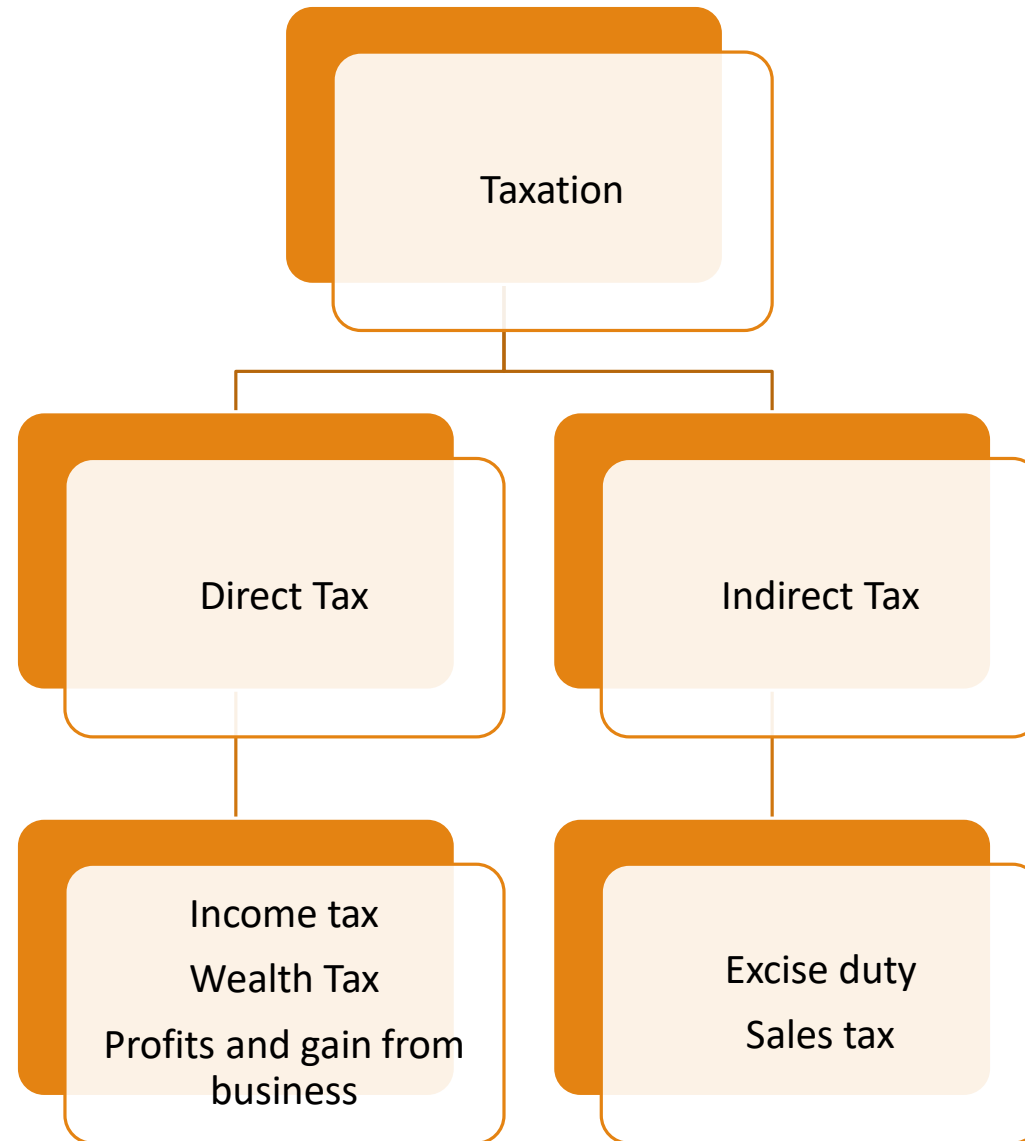 Taxation
Direct Tax
Indirect Tax
Income tax
Wealth Tax
Profits and gain from
business
Excise duty
Sales tax